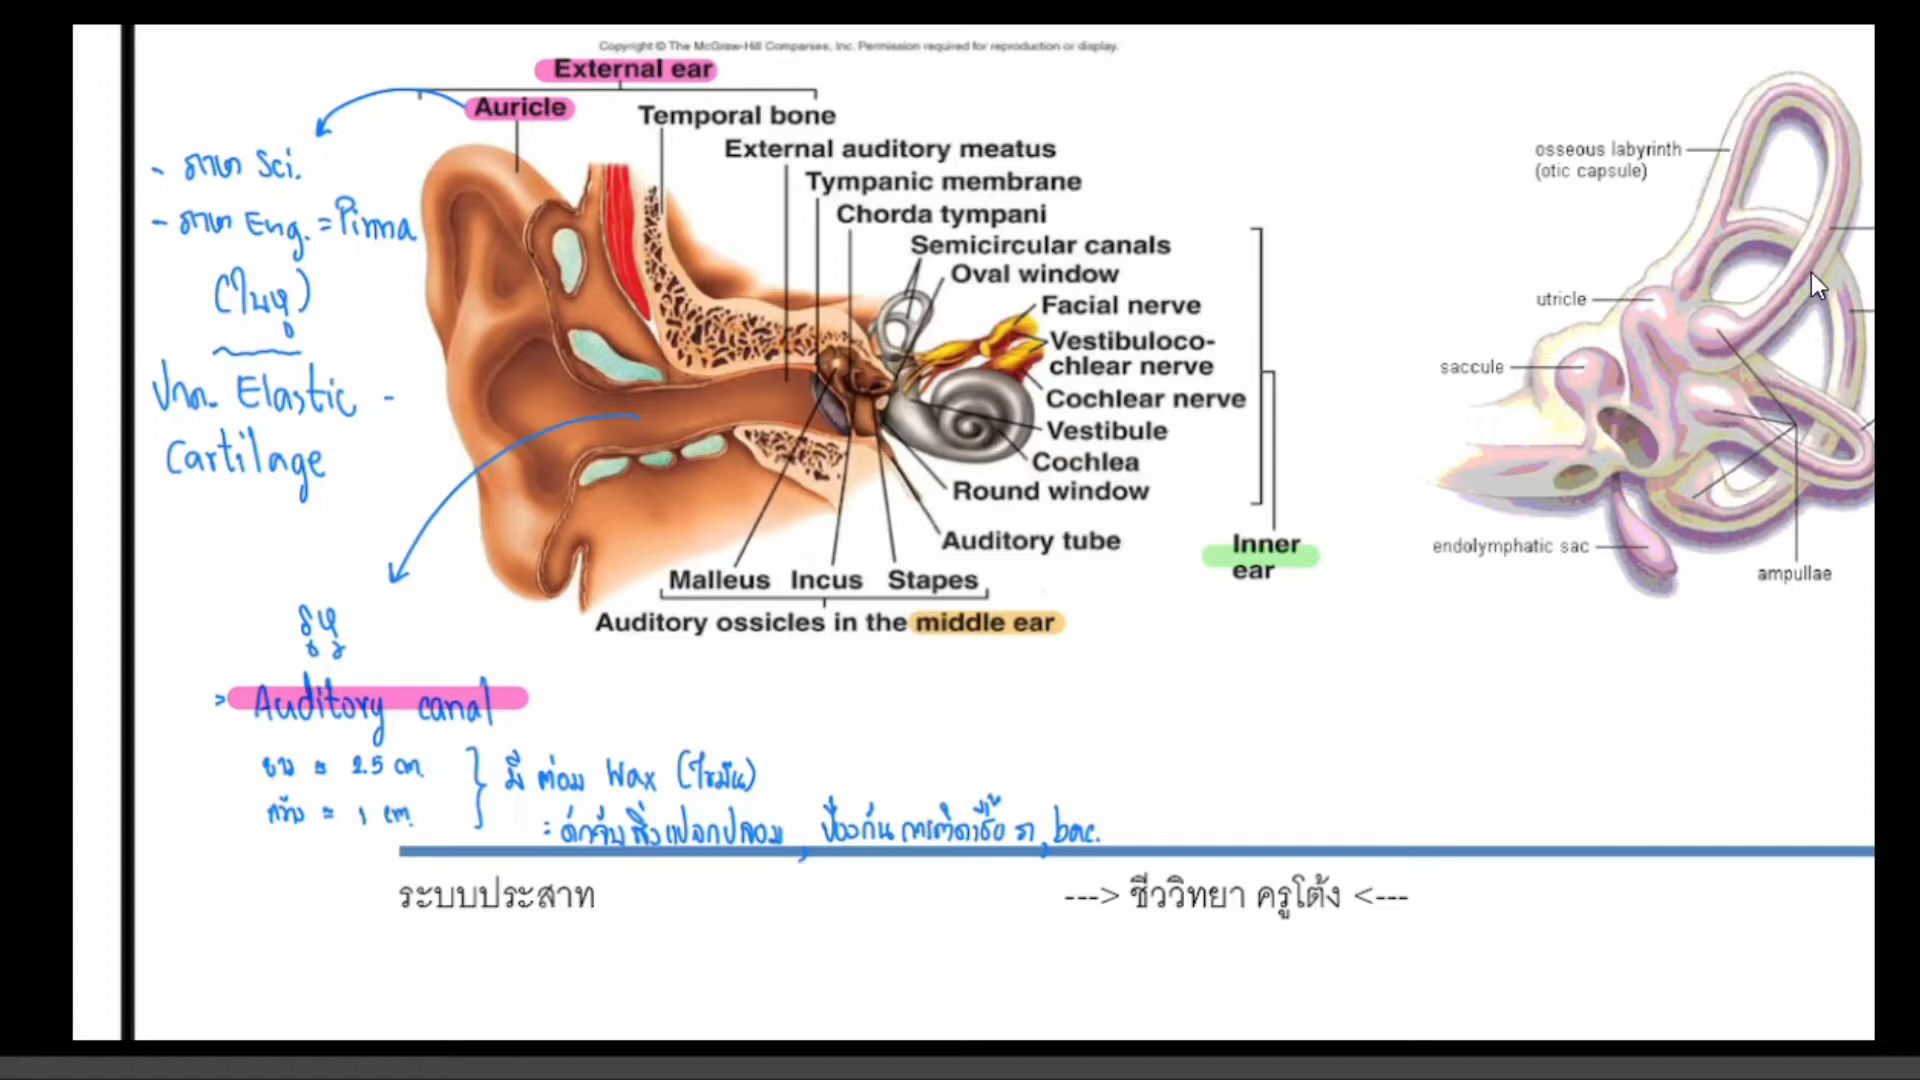 Copyright © The McGraw-Hill Companies, Inc. Permission required for reproduction or display.
External ear
Auricle
Temporal bone
External auditory meatus
Tympanic membrane
Chorda tympani
Semicircular canals
Oval window
Facial nerve
Vestibuloco-
chlear nerve
Cochlear nerve
Vestibule
Cochlea
Round window
Auditory tube
Inner
ear
Malleus Incus Stapes
Auditory ossicles in the middle ear
- ภาษา Sci.
- ภาษา Eng. = Pinna
(ใบหู)
Elastic -
Cartilage
รูหู
> Auditory canal
ยาว ≈ 2.5 cm
กว้าง ≈ 1 cm.
มี ต่อม Wax (ไขมัน)
= ดักจับสิ่งแปลกปลอม, ป้องกันการติดเชื้อ รา, bac.
osseous labyrinth
(otic capsule)
utricle
saccule
endolymphatic sac
ampullae
ระบบประสาท
---> ชีววิทยา ครูโต้ง <---